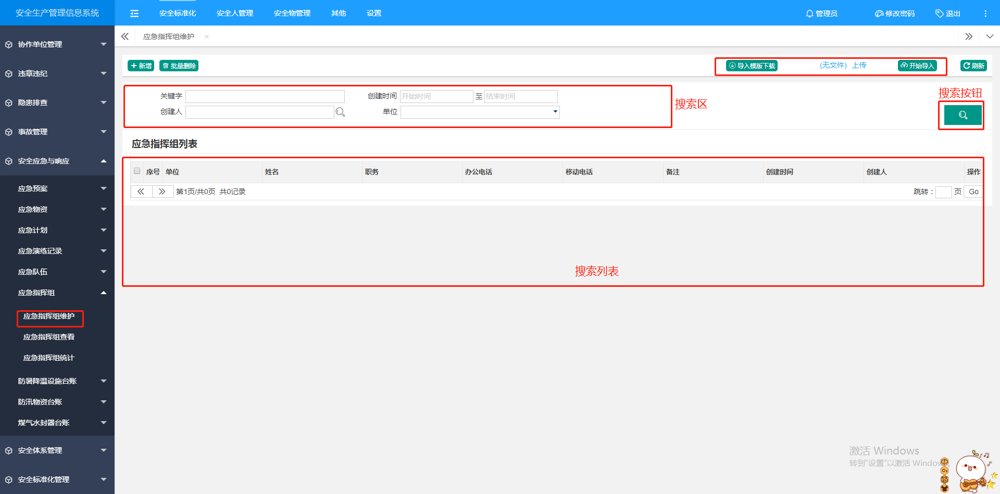 安全生产管理信息系统
安全标准化 安全人管理 安全物管理 其他 设置
管理员 修改密码 退出
应急指挥组维护 ×
协作单位管理
违章违纪
隐患排查
事故管理
安全应急与响应
应急预案
应急物资
应急计划
应急演练记录
应急队伍
应急指挥组
应急指挥组维护
应急指挥组查看
应急指挥组统计
防暑降温设施台账
防汛物资台账
煤气水封器台账
安全体系管理
安全标准化管理
新增 批量删除
导入模版下载 (无文件) 上传 开始导入 刷新
关键字 创建时间 开始时间 至 结束时间
创建人 单位
搜索区
搜索按钮
应急指挥组列表
序号 单位 姓名 职务 办公电话 移动电话 备注 创建时间 创建人 操作
第1页/共0页 共0记录
跳转： 页 Go
搜索列表
激活 Windows
转到"设置"以激活 Windows。
中
简